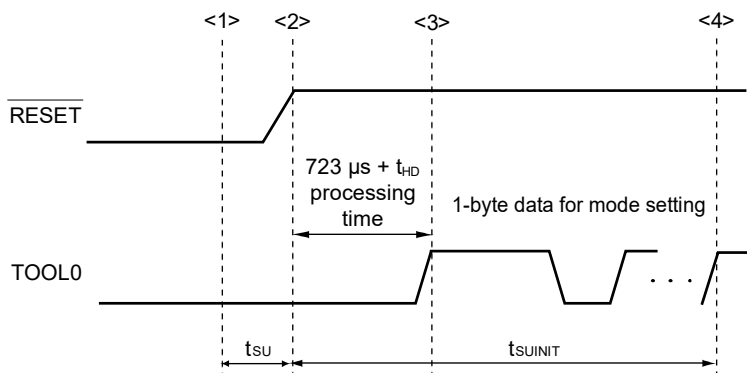 <1> <2> <3> <4>
RESET
723 µs + tHD
processing
time
1-byte data for mode setting
TOOL0
. . .
tSU tSUINIT